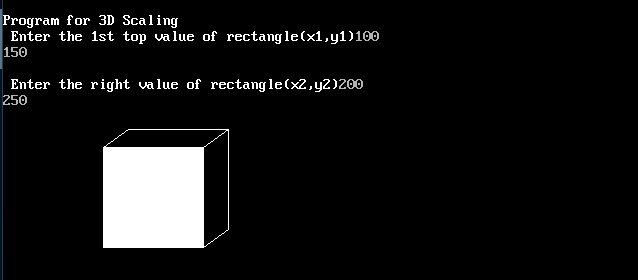 Program for 3D Scaling
Enter the 1st top value of rectangle(x1,y1)100
150
Enter the right value of rectangle(x2,y2)200
250